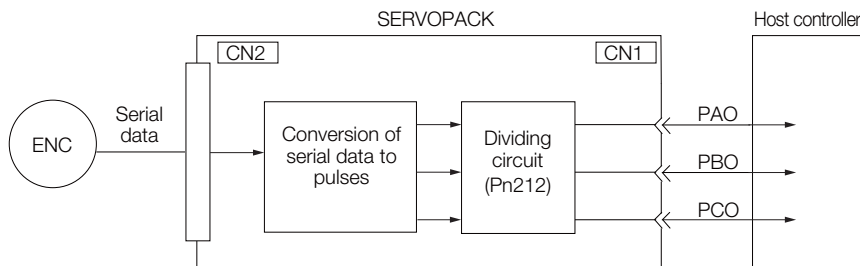 SERVOPACK
Host controller
CN2
CN1
Serial
data
ENC
Conversion of
serial data to
pulses
Dividing
circuit
(Pn212)
PAO
PBO
PCO